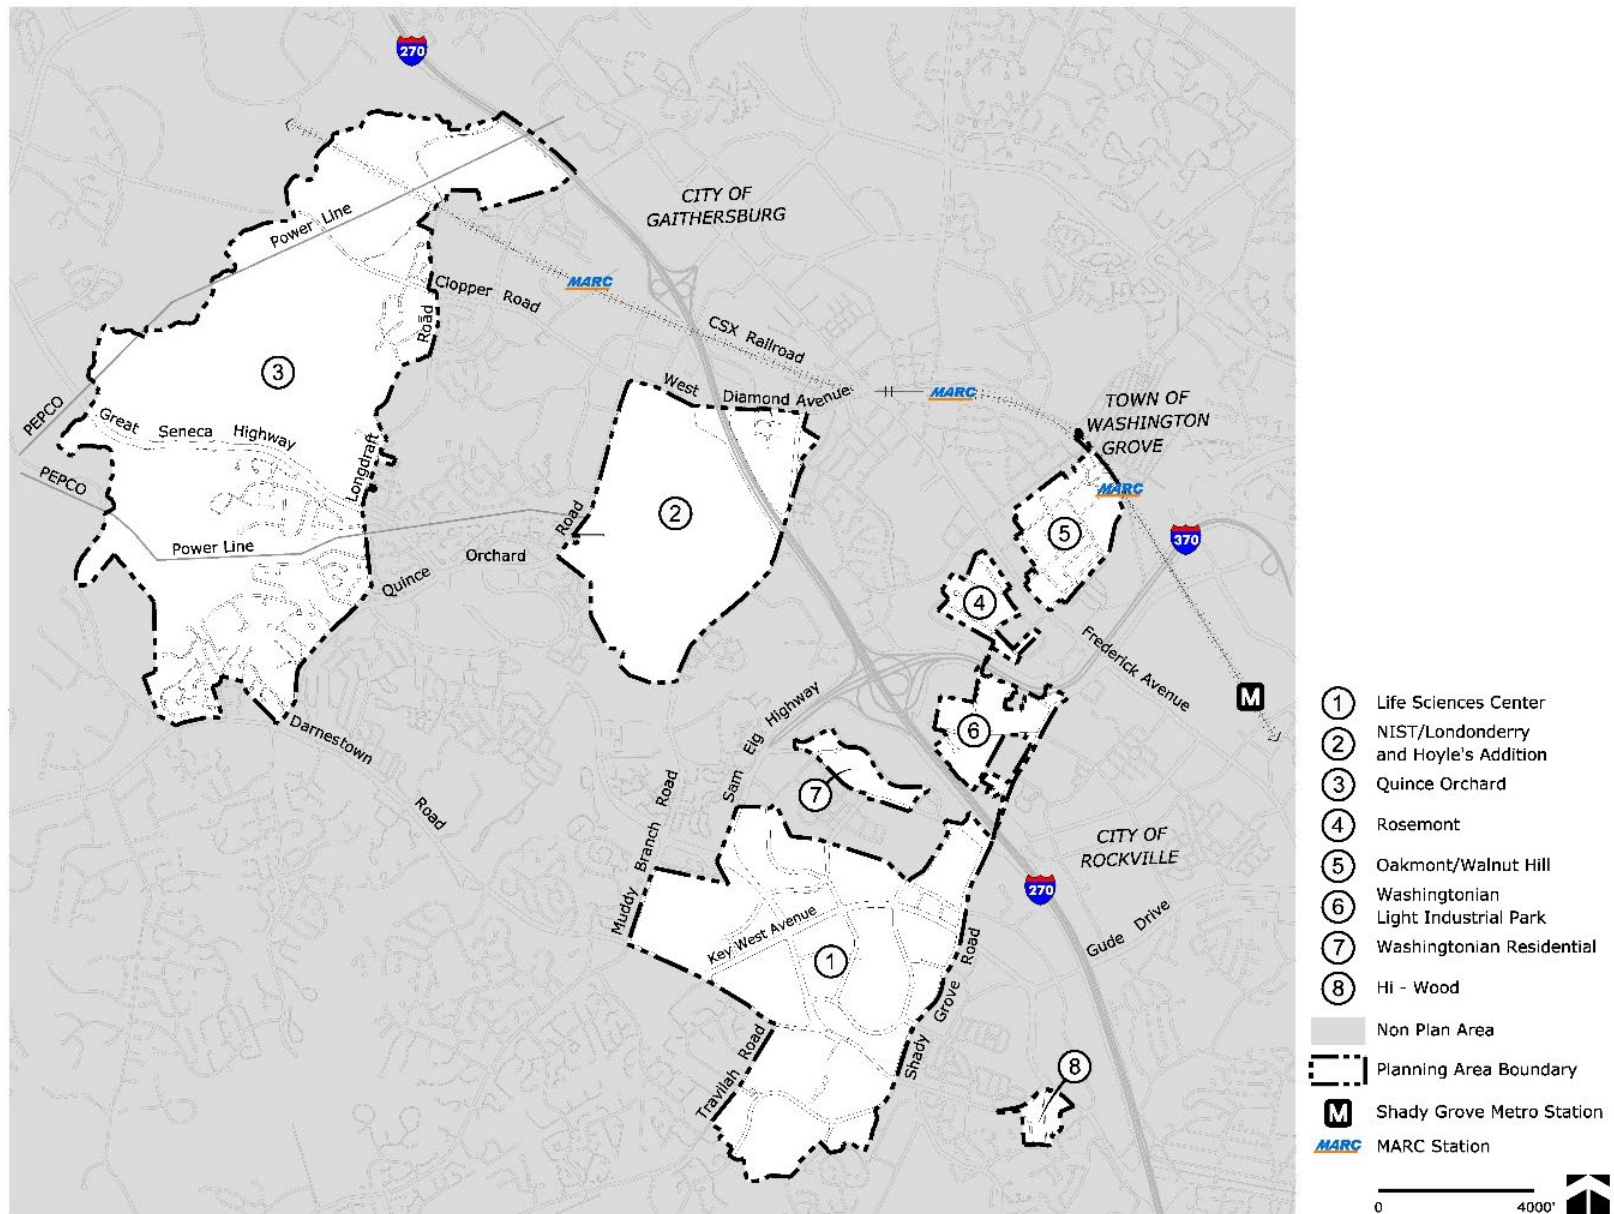 270
CITY OF
GAITHERSBURG
Power Line
Clopper Road
MARC
Road
CSX Railroad
West Diamond Avenue
MARC
TOWN OF
WASHINGTON
GROVE
3
PEPCO
Great Seneca Highway
Longdraft
PEPCO
MARC
2
Road
5
370
Power Line
Orchard
Quince
4
Frederick Avenue
M
Darnestown
Road
Sam Eig Highway
6
7
Muddy Branch Road
CITY OF
ROCKVILLE
270
Key West Avenue
Gude Drive
1
Shady Grove Road
Travilah Road
8
1 Life Sciences Center
2 NIST/Londonderry
and Hoyle's Addition
3 Quince Orchard
4 Rosemont
5 Oakmont/Walnut Hill
6 Washingtonian
Light Industrial Park
7 Washingtonian Residential
8 Hi - Wood
Non Plan Area
Planning Area Boundary
M Shady Grove Metro Station
MARC MARC Station
0 4000'